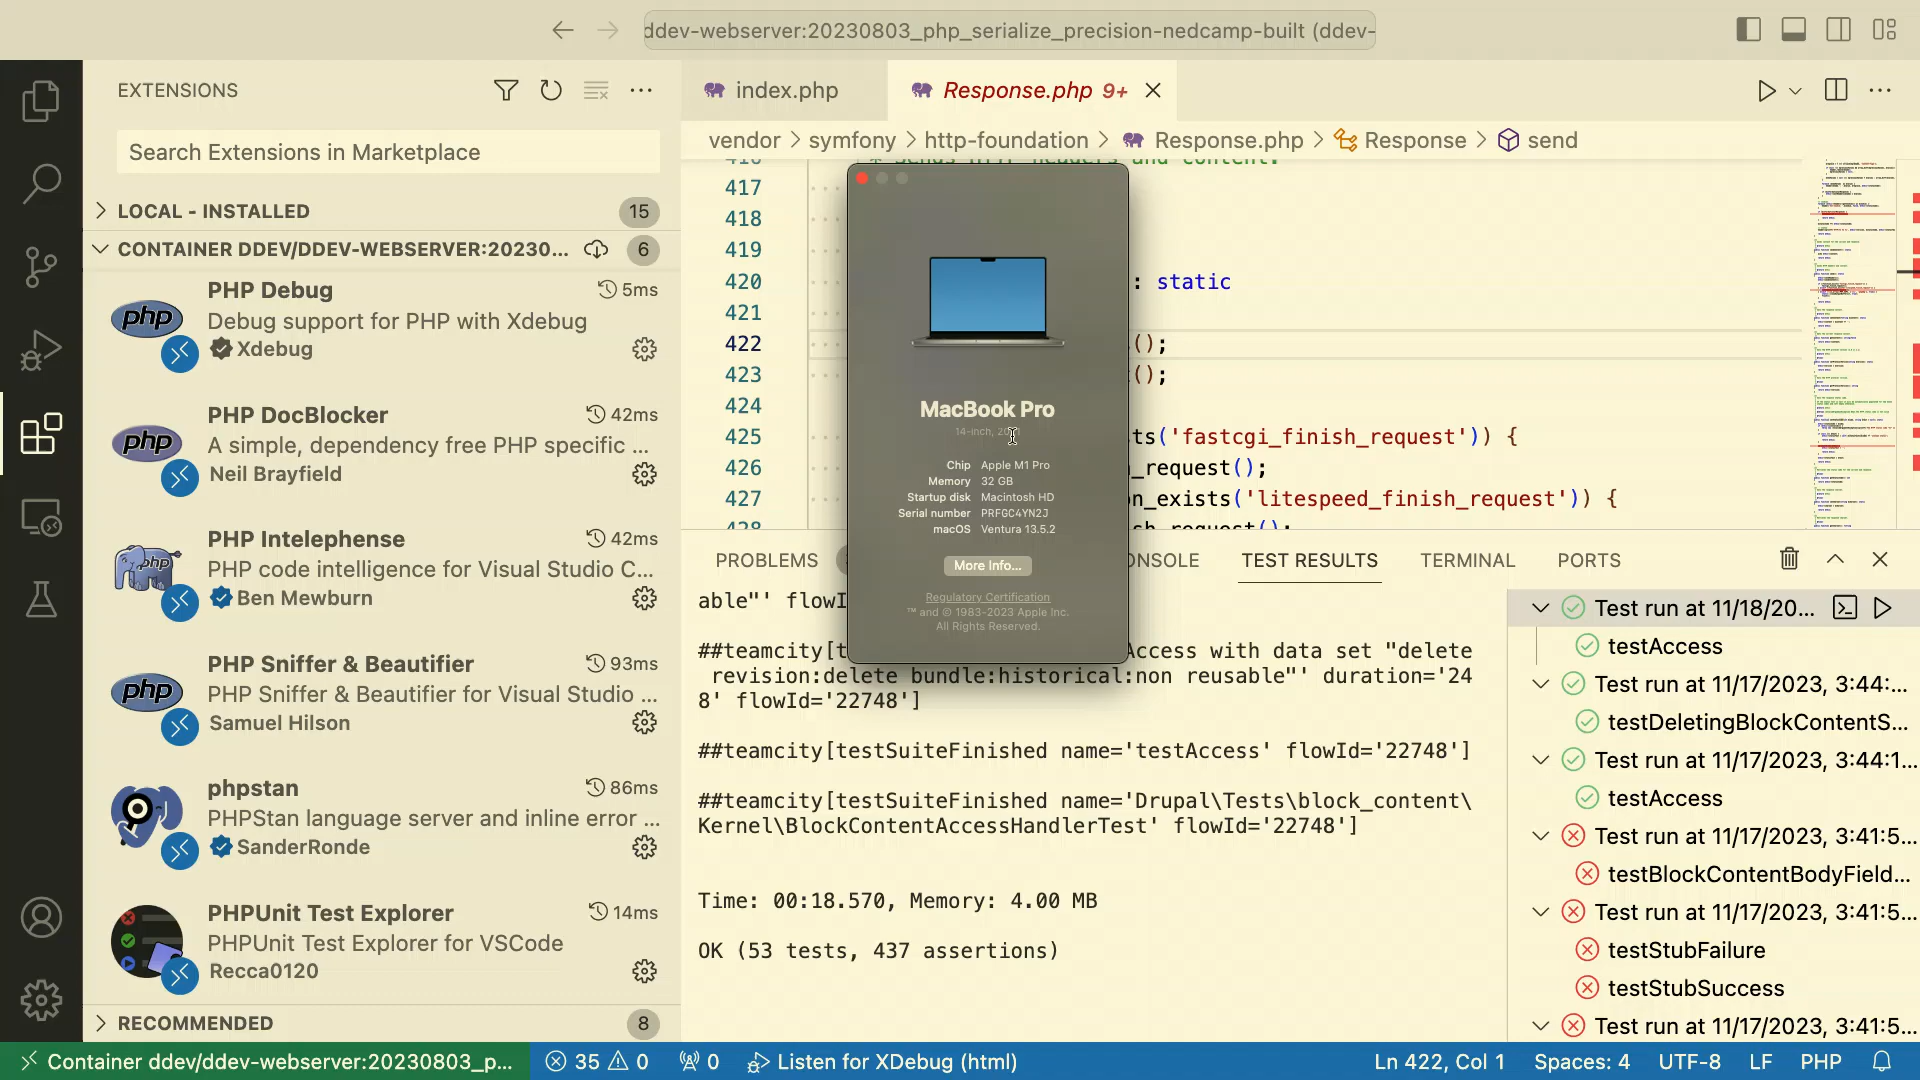 ddev-webserver:20230803_php_serialize_precision-nedcamp-built (ddev-
EXTENSIONS
Search Extensions in Marketplace
LOCAL - INSTALLED
15
CONTAINER DDEV/DDEV-WEBSERVER:20230...
6
PHP Debug
5ms
Debug support for PHP with Xdebug
Xdebug
PHP DocBlocker
42ms
A simple, dependency free PHP specific ...
Neil Brayfield
PHP Intelephense
42ms
PHP code intelligence for Visual Studio C...
Ben Mewburn
PHP Sniffer & Beautifier
93ms
PHP Sniffer & Beautifier for Visual Studio ...
Samuel Hilson
phpstan
86ms
PHPStan language server and inline error ...
SanderRonde
PHPUnit Test Explorer
14ms
PHPUnit Test Explorer for VSCode
Recca0120
RECOMMENDED
8
index.php
Response.php 9+
vendor > symfony > http-foundation > Response.php > Response > send
416 * Sends HTTP headers and content.
417
418
419
420 : static
421
422 ();
423 ();
424
425 ts('fastcgi_finish_request')) {
426 _request();
427 on_exists('litespeed_finish_request')) {
428 sh_request();
MacBook Pro
14-inch,
Chip Apple M1 Pro
Memory 32 GB
Startup disk Macintosh HD
Serial number PRFGC4YN2J
macOS Ventura 13.5.2
More Info...
Regulatory Certification
™ and © 1983-2023 Apple Inc.
All Rights Reserved.
PROBLEMS
ONSOLE
TEST RESULTS
TERMINAL
PORTS
able"' flowI
##teamcity[t Access with data set "delete
revision:delete bundle:historical:non reusable"' duration='24
8' flowId='22748']
##teamcity[testSuiteFinished name='testAccess' flowId='22748']
##teamcity[testSuiteFinished name='Drupal\Tests\block_content\
Kernel\BlockContentAccessHandlerTest' flowId='22748']
Time: 00:18.570, Memory: 4.00 MB
OK (53 tests, 437 assertions)
Test run at 11/18/20...
testAccess
Test run at 11/17/2023, 3:44:...
testDeletingBlockContentS...
Test run at 11/17/2023, 3:44:1...
testAccess
Test run at 11/17/2023, 3:41:5...
testBlockContentBodyField...
Test run at 11/17/2023, 3:41:5...
testStubFailure
testStubSuccess
Test run at 11/17/2023, 3:41:5...
Container ddev/ddev-webserver:20230803_p...
35 0
0
Listen for XDebug (html)
Ln 422, Col 1
Spaces: 4
UTF-8
LF
PHP